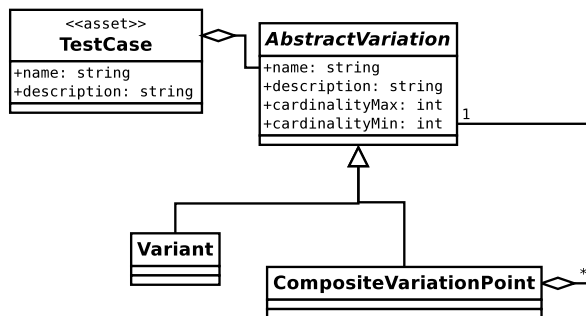 <<asset>>
TestCase
+name: string
+description: string
AbstractVariation
+name: string
+description: string
+cardinalityMax: int
+cardinalityMin: int
1
Variant
CompositeVariationPoint
*